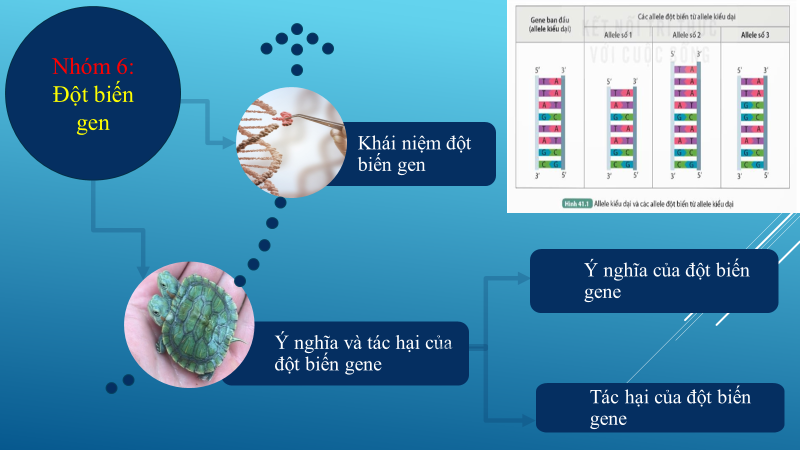 Nhóm 6:
Đột biến
gen
Khái niệm đột
biến gen
Ý nghĩa và tác hại của
đột biến gene
Ý nghĩa của đột biến
gene
Tác hại của đột biến
gene
Gene ban đầu
(allele kiểu dại)
Các allele đột biến từ allele kiểu dại
Allele số 1
Allele số 2
Allele số 3
KẾT NỐI TRI THỨC
VỚI CUỘC SỐNG
5' 3'
T A
T A
A T
G C
T A
T A
G C
G C
3' 5'
5' 3'
T A
A T
G C
T A
T A
G C
G C
3' 5'
5' 3'
T A
T A
T A
A T
G C
T A
T A
G C
G C
3' 5'
5' 3'
T A
T A
G C
G C
T A
T A
G C
G C
3' 5'
Hình 41.1 Allele kiểu dại và các allele đột biến từ allele kiểu dại